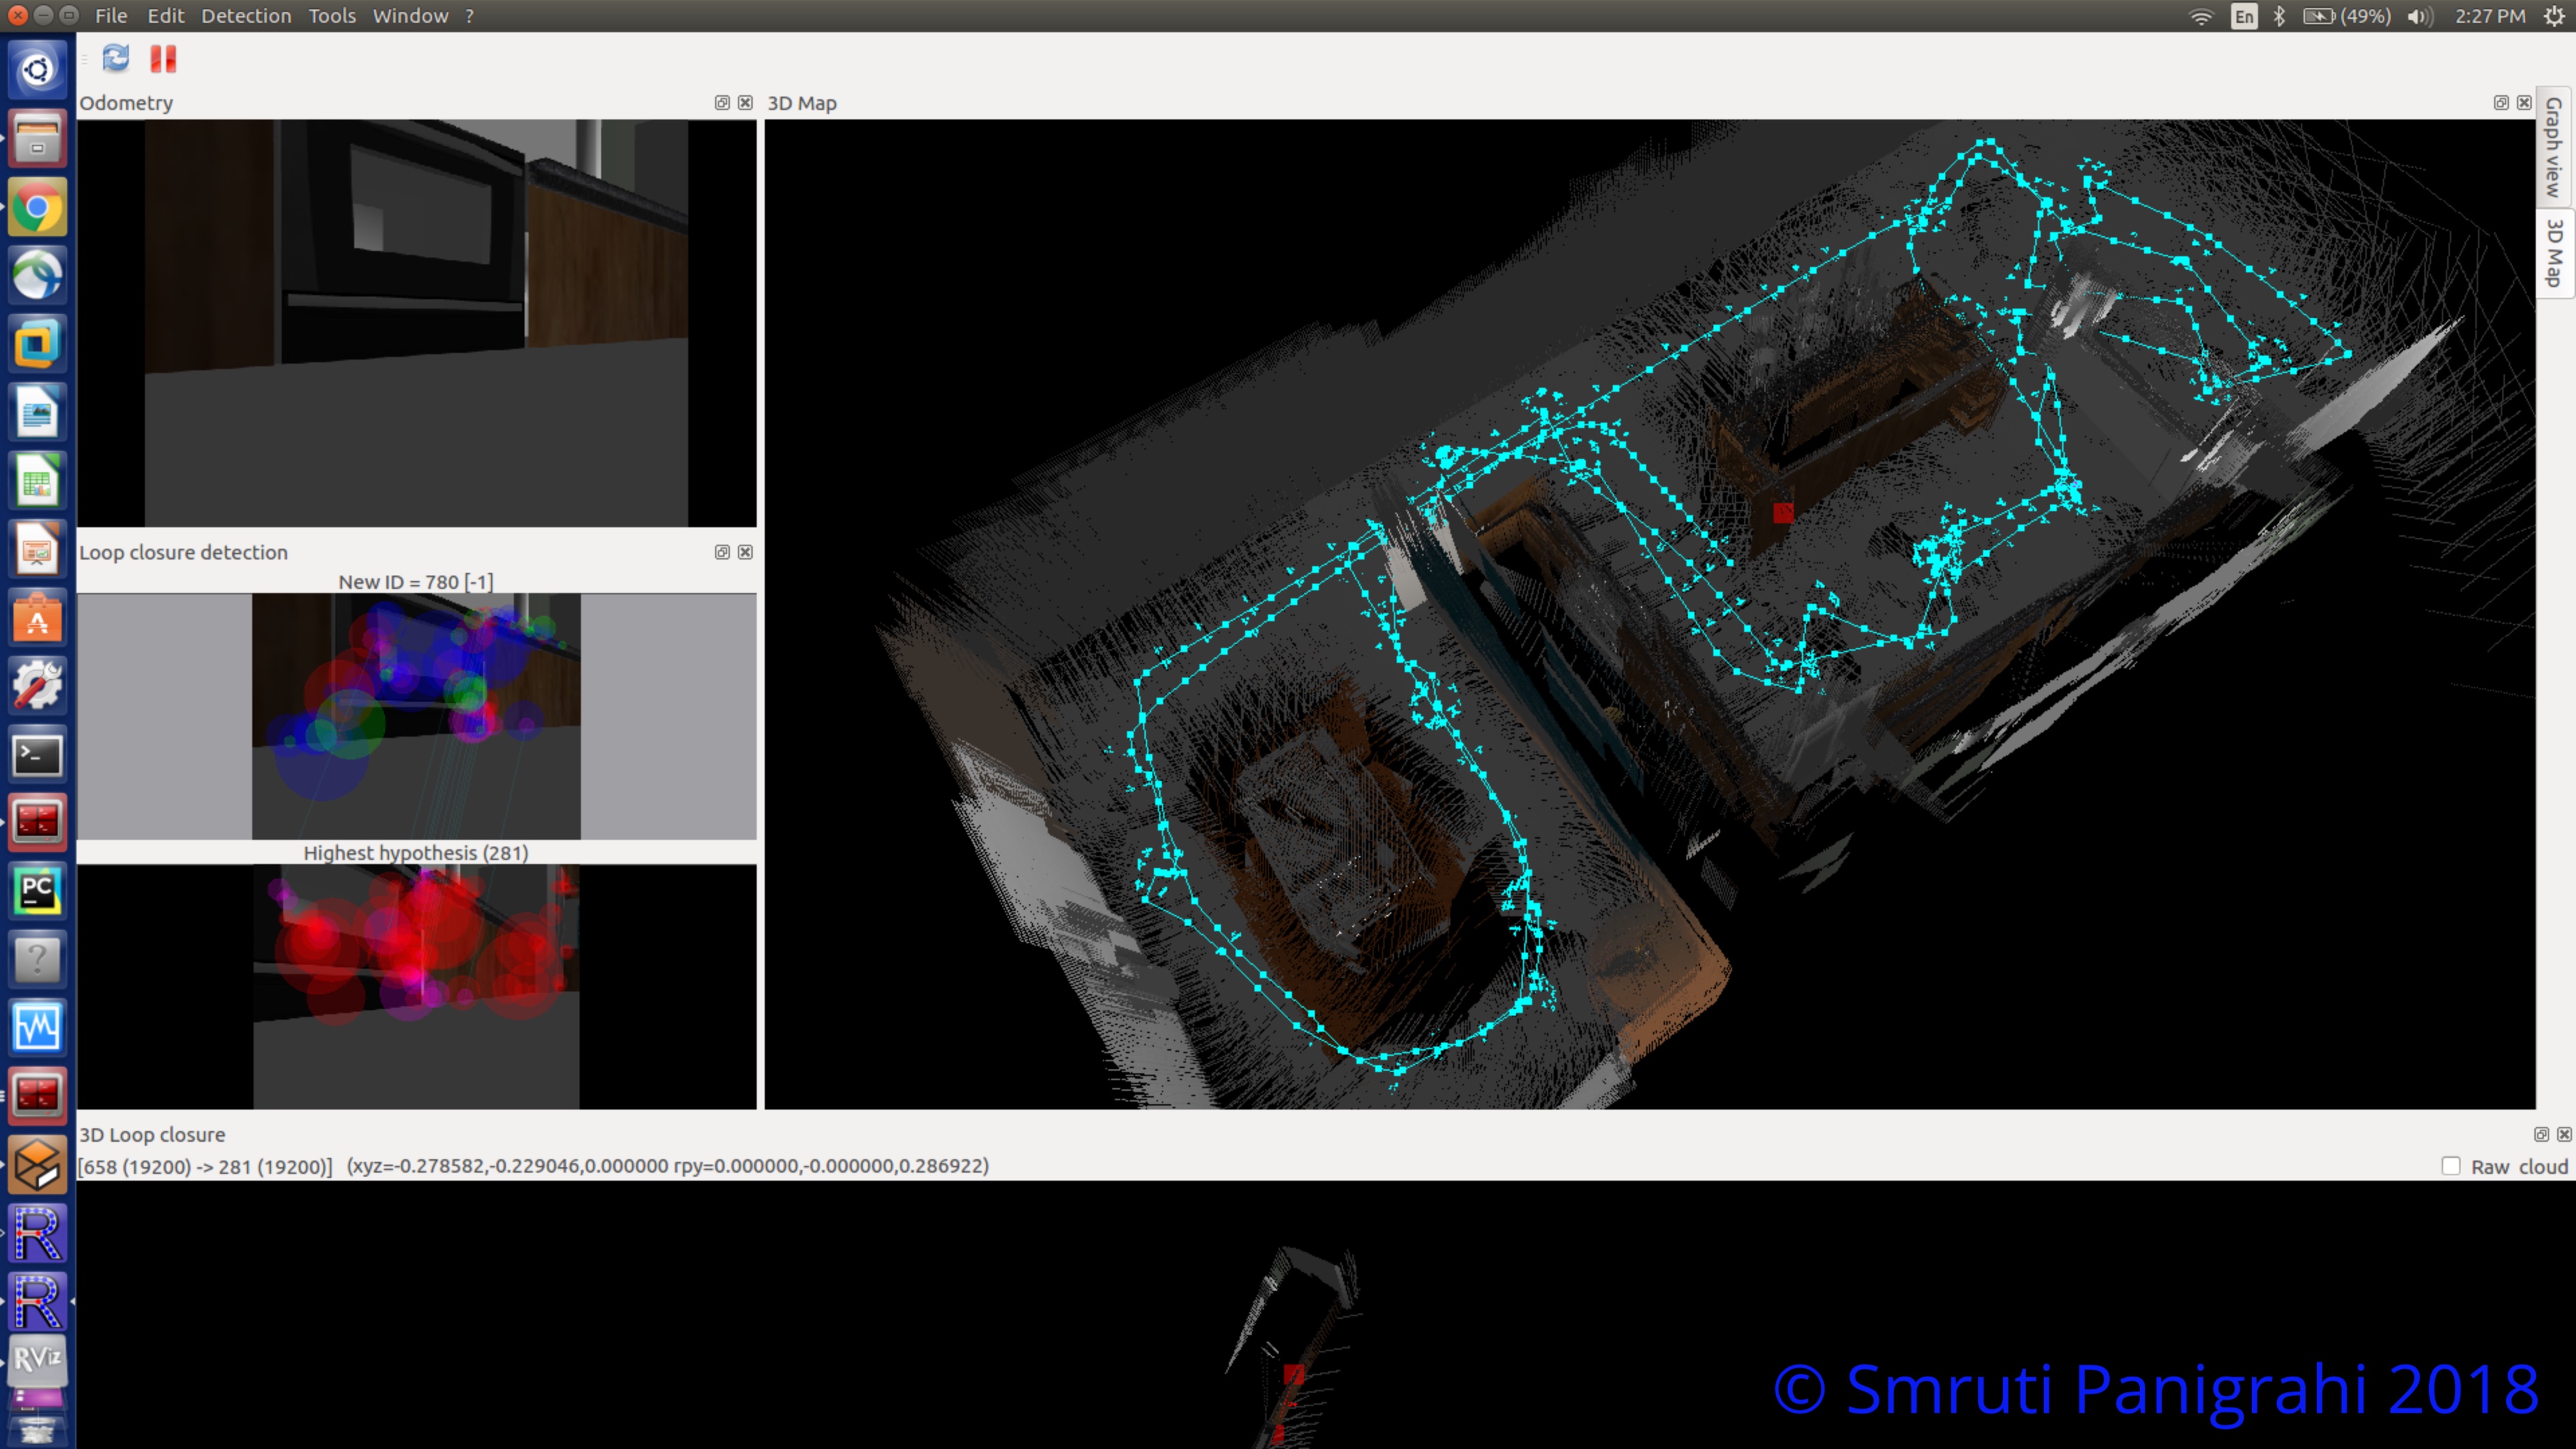 File Edit Detection Tools Window ?
En (49%) 2:27 PM
Odometry
3D Map
Graph view
3D Map
Loop closure detection
New ID = 780 [-1]
Highest hypothesis (281)
3D Loop closure
[658 (19200) -> 281 (19200)] (xyz=-0.278582,-0.229046,0.000000 rpy=0.000000,-0.000000,0.286922)
Raw cloud
PC
?
R
R
RViz
© Smruti Panigrahi 2018